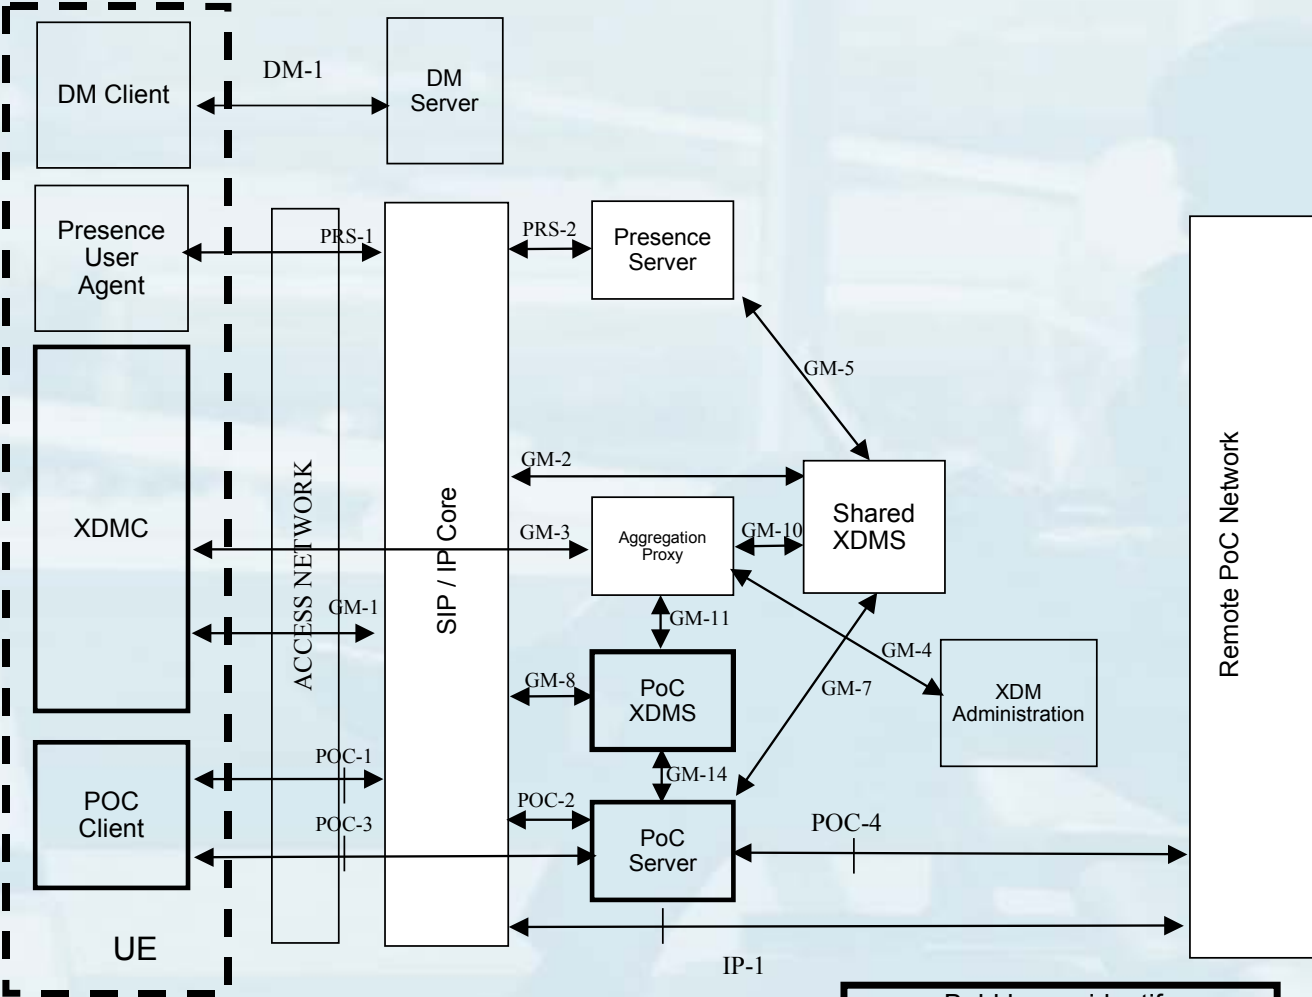 DM Client
DM-1
DM
Server
Presence
User
Agent
PRS-1
PRS-2
Presence
Server
GM-5
XDMC
ACCESS NETWORK
SIP / IP Core
GM-2
GM-3
GM-1
Aggregation
Proxy
GM-10
Shared
XDMS
Remote PoC Network
GM-11
GM-4
GM-8
PoC
XDMS
GM-7
XDM
Administration
GM-14
POC
Client
POC-1
POC-3
POC-2
PoC
Server
POC-4
UE
IP-1